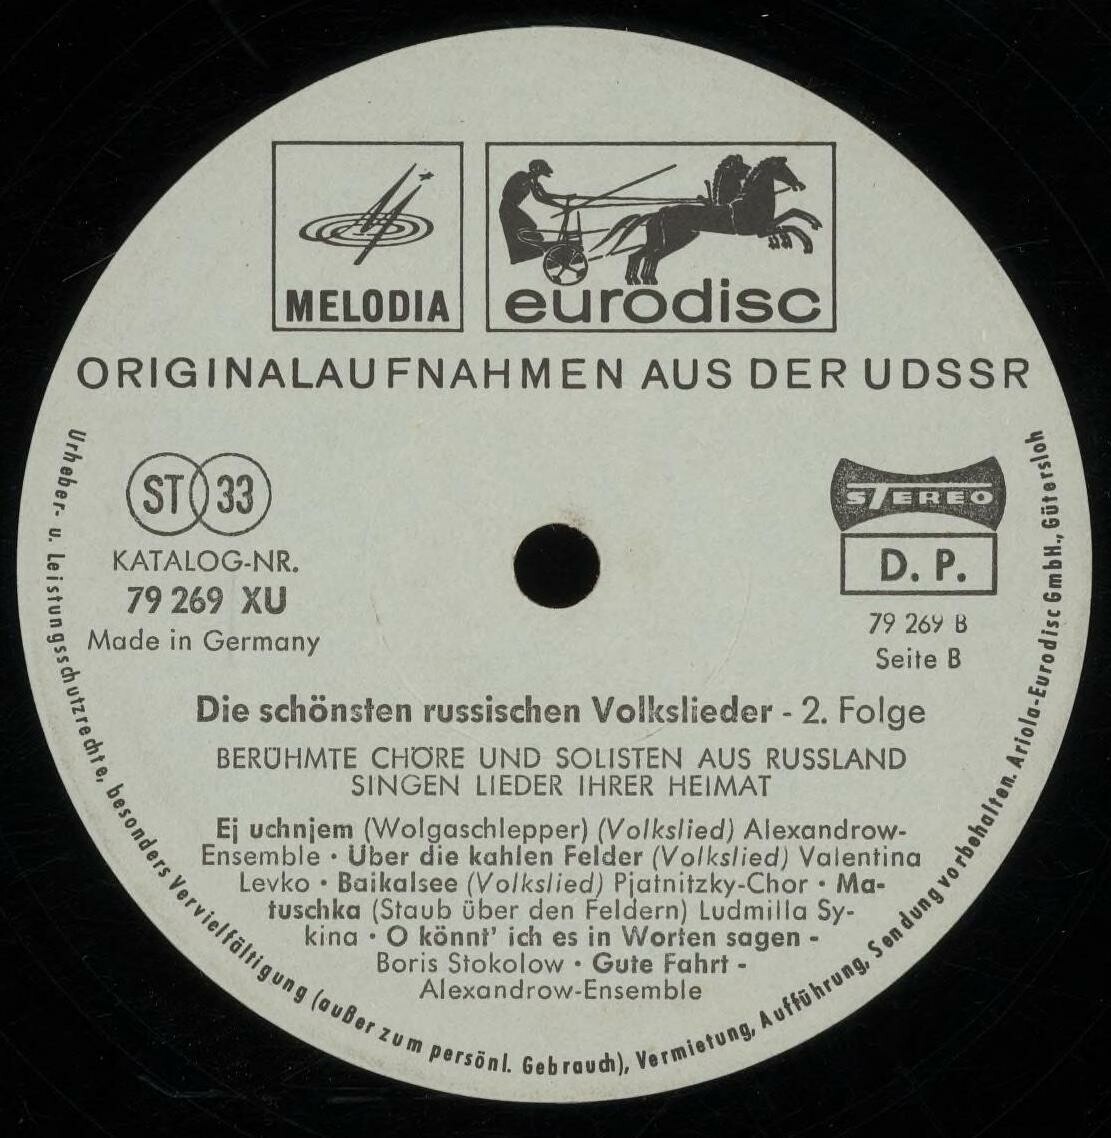 MELODIA
eurodisc
ORIGINALAUFNAHMEN AUS DER UDSSR
ST 33
KATALOG-NR.
79 269 XU
Made in Germany
STEREO
D. P.
79 269 B
Seite B
Die schönsten russischen Volkslieder - 2. Folge
BERÜHMTE CHÖRE UND SOLISTEN AUS RUSSLAND
SINGEN LIEDER IHRER HEIMAT
Ej uchnjem (Wolgaschlepper) (Volkslied) Alexandrow-
Ensemble • Über die kahlen Felder (Volkslied) Valentina
Levko • Baikalsee (Volkslied) Pjatnitzky-Chor • Ma-
tuschka (Staub über den Feldern) Ludmilla Sy-
kina • O könnt' ich es in Worten sagen -
Boris Stokolow • Gute Fahrt -
Alexandrow-Ensemble
Urheber- u. Leistungsschutzrechte, besonders Vervielfältigung (außer zum persönl. Gebrauch), Vermietung, Aufführung, Sendung vorbehalten. Ariola-Eurodisc GmbH., Gütersloh